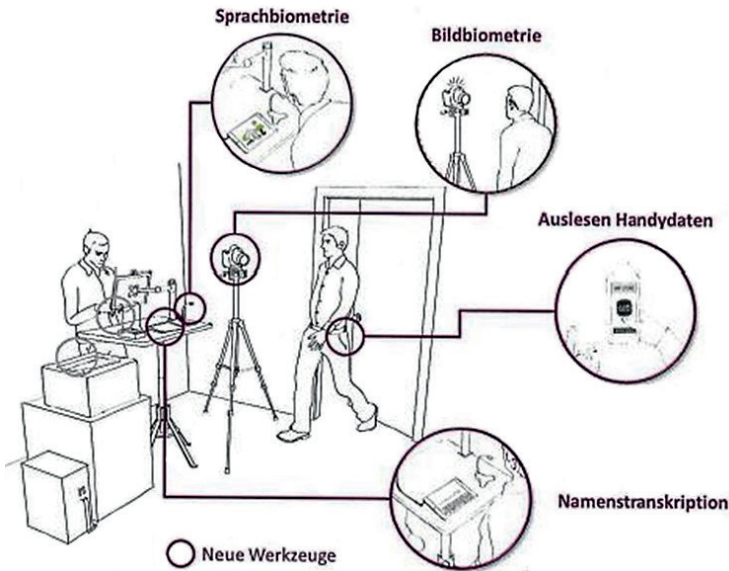 Sprachbiometrie
Bildbiometrie
Auslesen Handydaten
Namenstranskription
Neue Werkzeuge